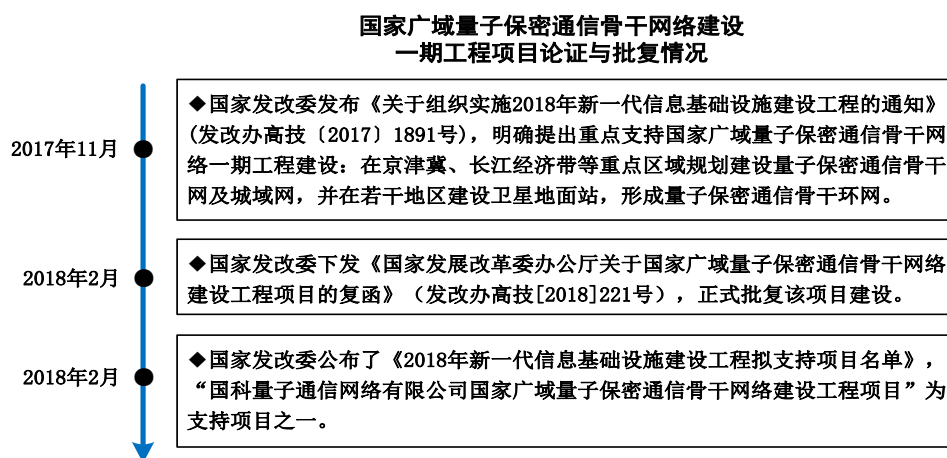 国家广域量子保密通信骨干网络建设
一期工程项目论证与批复情况
2017年11月
◆国家发改委发布《关于组织实施2018年新一代信息基础设施建设工程的通知》
(发改办高技〔2017〕1891号)，明确提出重点支持国家广域量子保密通信骨干网
络一期工程建设：在京津冀、长江经济带等重点区域规划建设量子保密通信骨干
网及城域网，并在若干地区建设卫星地面站，形成量子保密通信骨干环网。
2018年2月
◆国家发改委下发《国家发展改革委办公厅关于国家广域量子保密通信骨干网络
建设工程项目的复函》（发改办高技[2018]221号），正式批复该项目建设。
2018年2月
◆国家发改委公布了《2018年新一代信息基础设施建设工程拟支持项目名单》，
“国科量子通信网络有限公司国家广域量子保密通信骨干网络建设工程项目”为
支持项目之一。